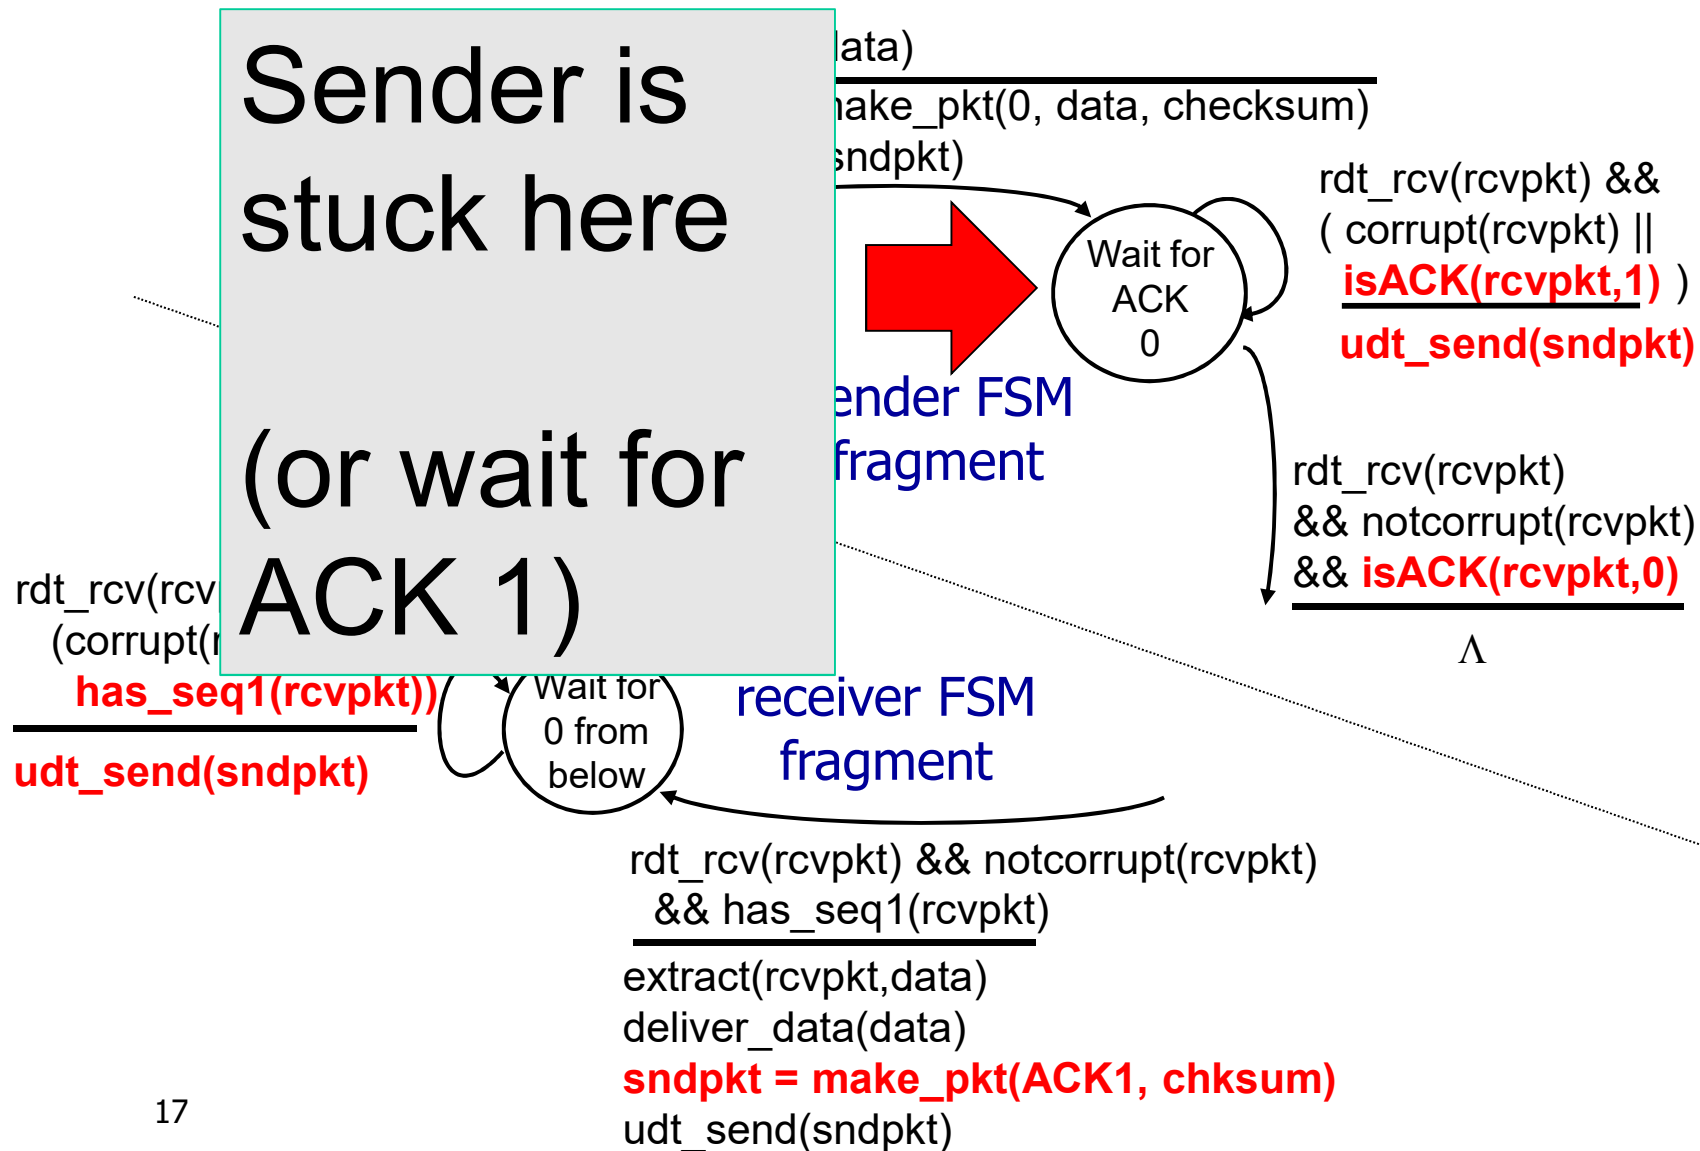 Sender is
stuck here
(or wait for
ACK 1)
data)
make_pkt(0, data, checksum)
sndpkt)
Wait for
ACK
0
rdt_rcv(rcvpkt) &&
( corrupt(rcvpkt) ||
isACK(rcvpkt,1) )
udt_send(sndpkt)
ender FSM
fragment
rdt_rcv(rcvpkt)
&& notcorrupt(rcvpkt)
&& isACK(rcvpkt,0)
Λ
rdt_rcv(rcv
(corrupt(r
has_seq1(rcvpkt))
udt_send(sndpkt)
Wait for
0 from
below
receiver FSM
fragment
rdt_rcv(rcvpkt) && notcorrupt(rcvpkt)
&& has_seq1(rcvpkt)
extract(rcvpkt,data)
deliver_data(data)
sndpkt = make_pkt(ACK1, chksum)
udt_send(sndpkt)
17